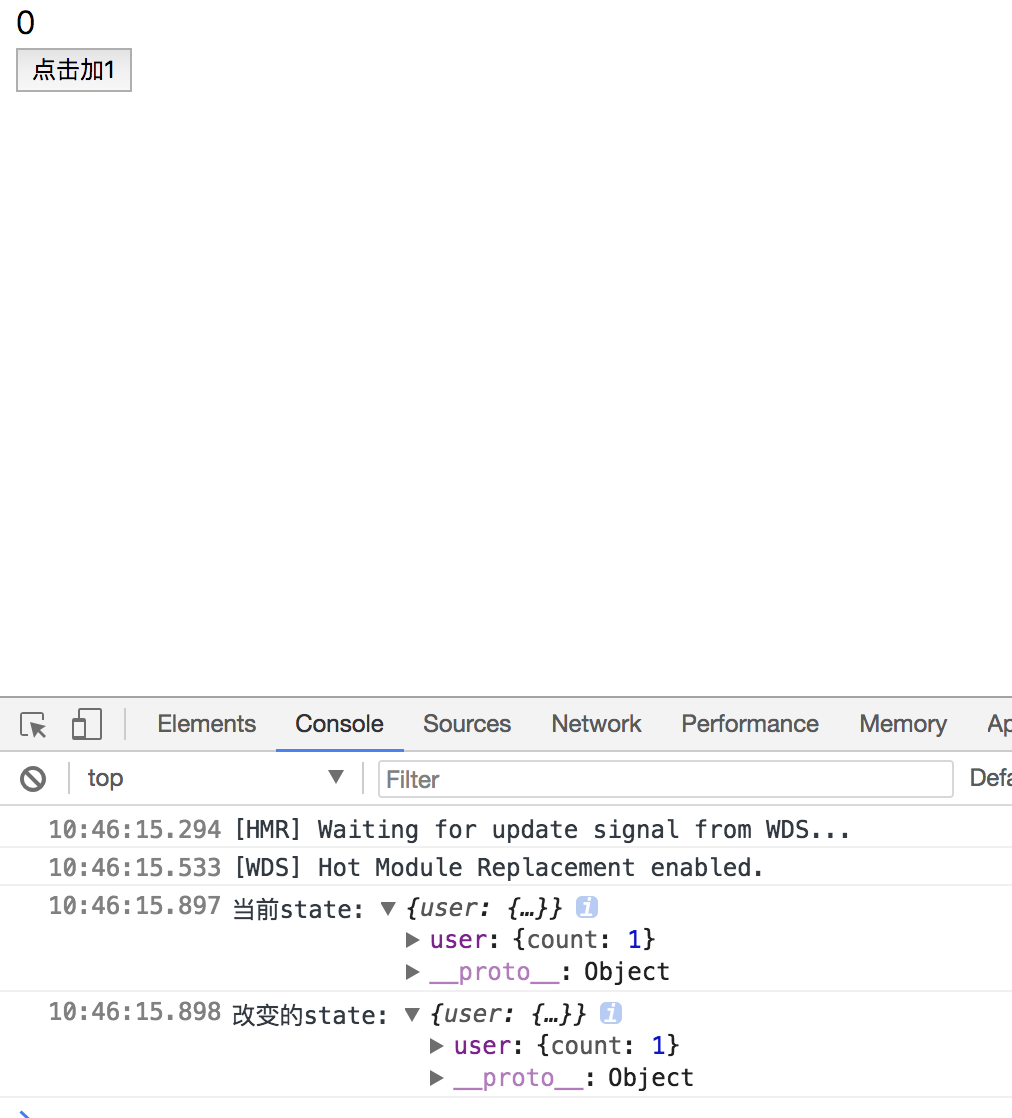 0
点击加1
Elements Console Sources Network Performance Memory Ap
top Filter Defa
10:46:15.294 [HMR] Waiting for update signal from WDS...
10:46:15.533 [WDS] Hot Module Replacement enabled.
10:46:15.897 当前state: ▼ {user: {…}} i
▶ user: {count: 1}
▶ __proto__: Object
10:46:15.898 改变的state: ▼ {user: {…}} i
▶ user: {count: 1}
▶ __proto__: Object